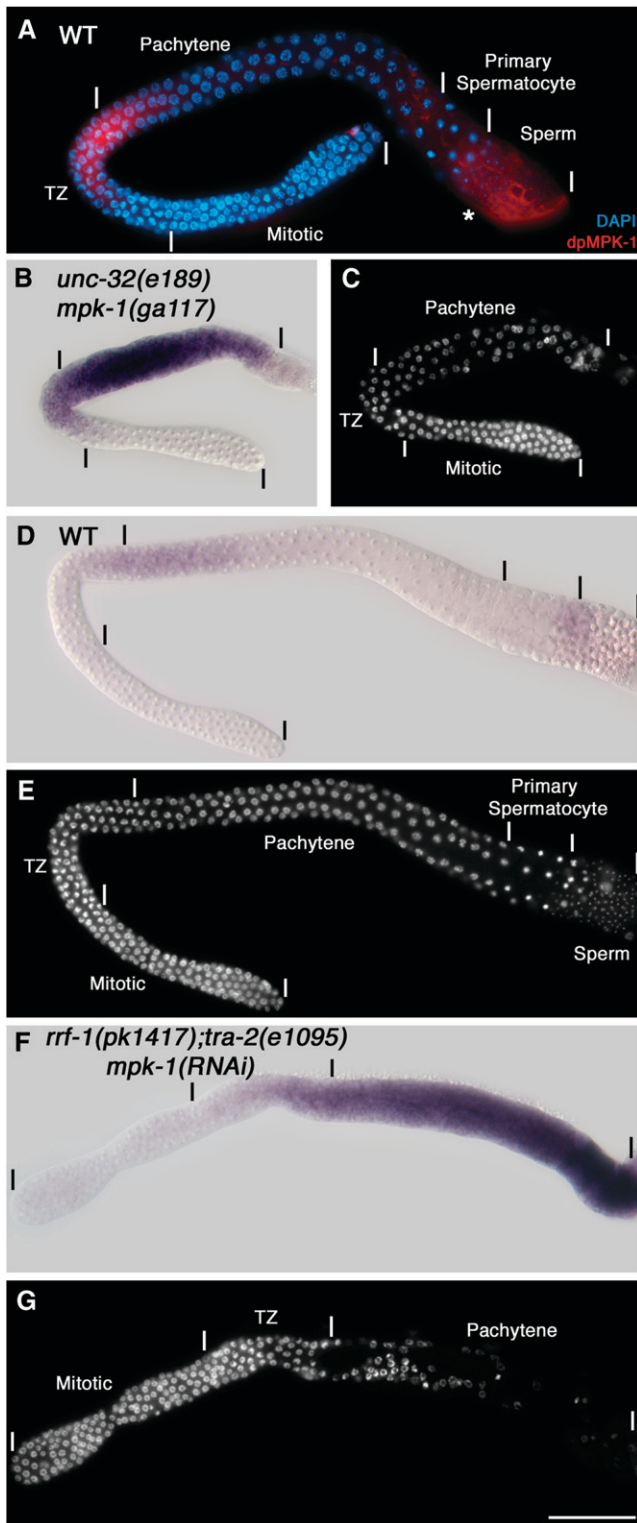 A WT
Pachytene
Primary
Spermatocyte
Sperm
TZ
Mitotic
*
DAPI
dpMPK-1
B unc-32(e189)
mpk-1(ga117)
C
Pachytene
TZ
Mitotic
D WT
E
Primary
Spermatocyte
Pachytene
TZ
Mitotic
Sperm
F rrf-1(pk1417);tra-2(e1095)
mpk-1(RNAi)
G
TZ
Pachytene
Mitotic